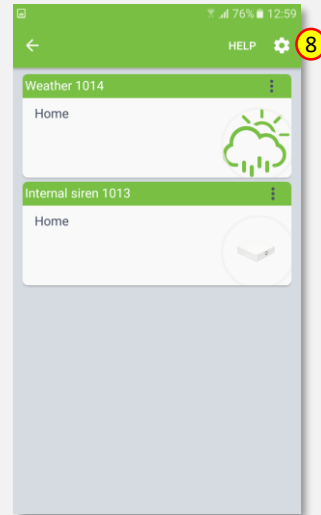 76% 12:59
HELP
8
Weather 1014
Home
Internal siren 1013
Home